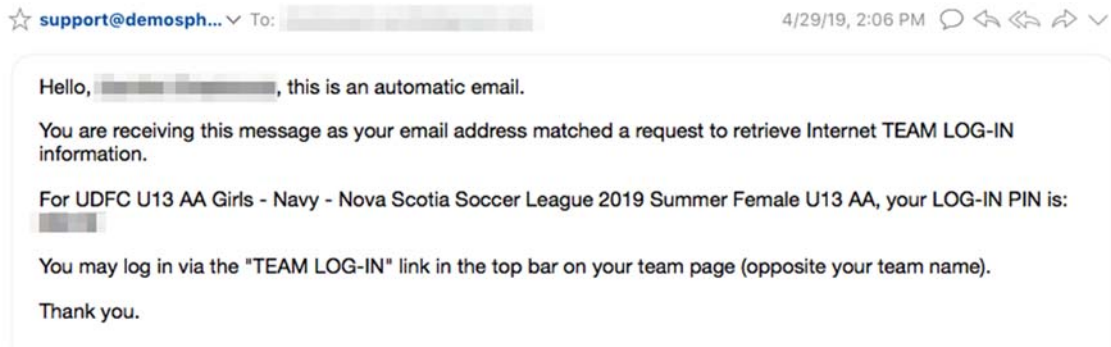 support@demosph... To:
4/29/19, 2:06 PM
Hello, , this is an automatic email.
You are receiving this message as your email address matched a request to retrieve Internet TEAM LOG-IN
information.
For UDFC U13 AA Girls - Navy - Nova Scotia Soccer League 2019 Summer Female U13 AA, your LOG-IN PIN is:
You may log in via the "TEAM LOG-IN" link in the top bar on your team page (opposite your team name).
Thank you.